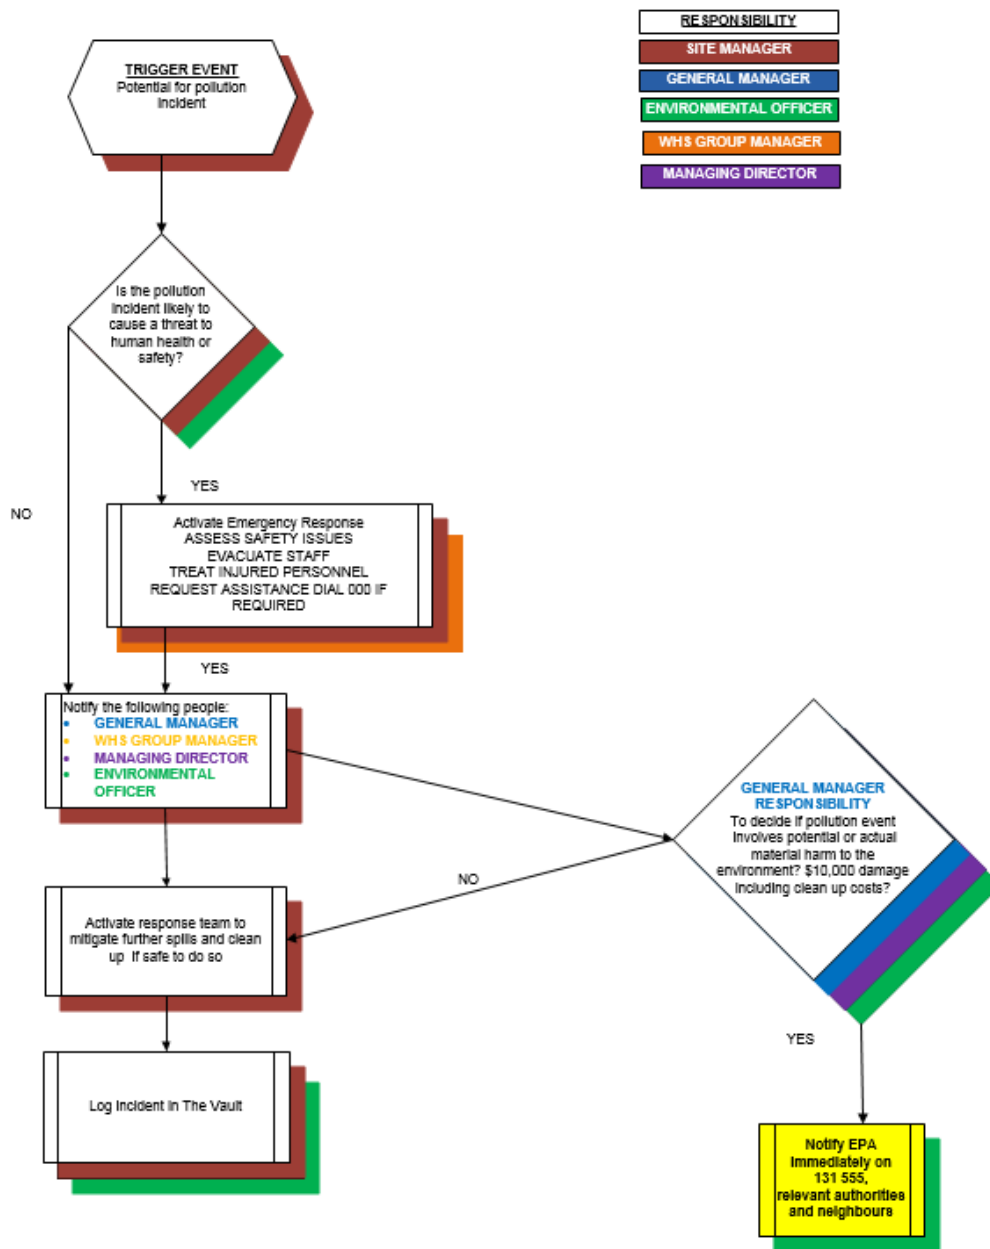 RESPONSIBILITY
SITE MANAGER
GENERAL MANAGER
ENVIRONMENTAL OFFICER
WHS GROUP MANAGER
MANAGING DIRECTOR
TRIGGER EVENT
Potential for pollution
incident
Is the pollution
incident likely to
cause a threat to
human health or
safety?
YES
NO
Activate Emergency Response
ASSESS SAFETY ISSUES
EVACUATE STAFF
TREAT INJURED PERSONNEL
REQUEST ASSISTANCE DIAL 000 IF
REQUIRED
YES
Notify the following people:
• GENERAL MANAGER
• WHS GROUP MANAGER
• MANAGING DIRECTOR
• ENVIRONMENTAL
OFFICER
GENERAL MANAGER
RESPONSIBILITY
To decide if pollution event
involves potential or actual
material harm to the
environment? $10,000 damage
including clean up costs?
NO
Activate response team to
mitigate further spills and clean
up if safe to do so
YES
Log incident in The Vault
Notify EPA
immediately on
131 555,
relevant authorities
and neighbours